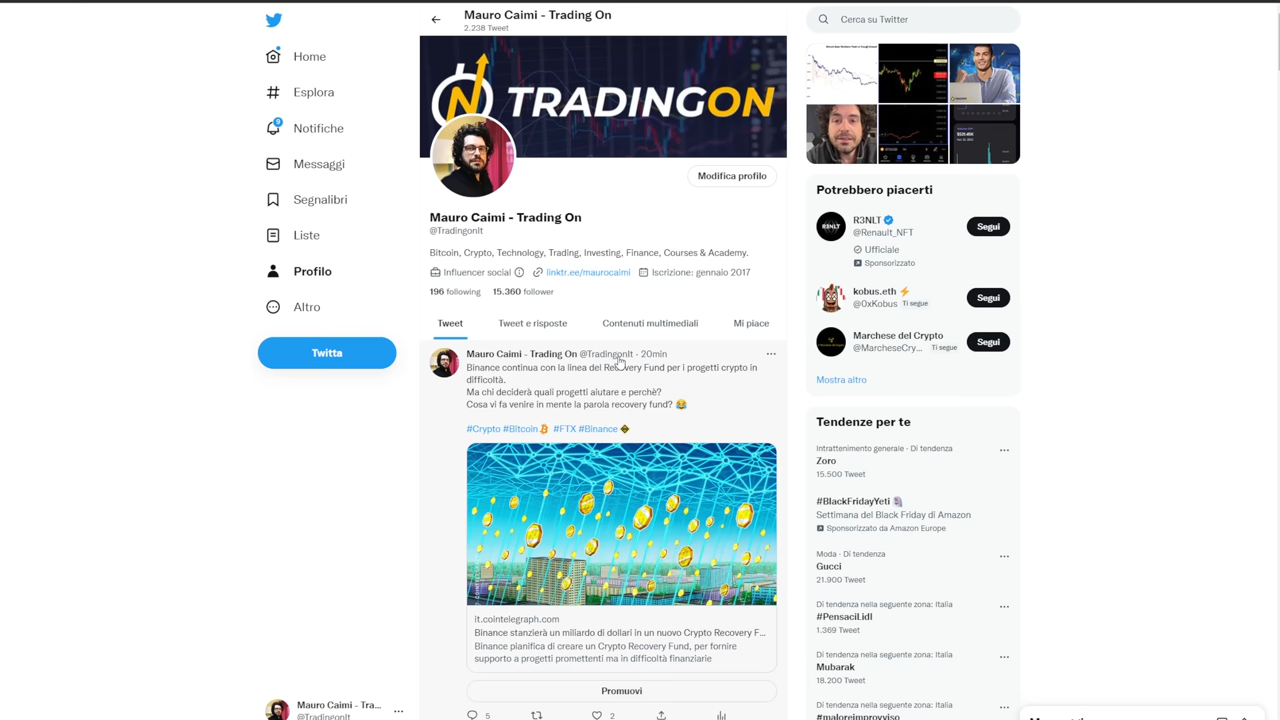 Mauro Caimi - Trading On
2.238 Tweet
Home
Esplora
9
Notifiche
Messaggi
Segnalibri
Liste
Profilo
Altro
Twitta
Mauro Caimi - Tra...
@TradingonIt
TRADINGON
Modifica profilo
Mauro Caimi - Trading On
@TradingonIt
Bitcoin, Crypto, Technology, Trading, Investing, Finance, Courses & Academy.
Influencer social linktr.ee/maurocaimi Iscrizione: gennaio 2017
196 following 15.360 follower
Tweet Tweet e risposte Contenuti multimediali Mi piace
Mauro Caimi - Trading On @TradingonIt · 20min
Binance continua con la linea del Recovery Fund per i progetti crypto in
difficoltà.
Ma chi deciderà quali progetti aiutare e perchè?
Cosa vi fa venire in mente la parola recovery fund? 😂
#Crypto #Bitcoin #FTX #Binance
it.cointelegraph.com
Binance stanzierà un miliardo di dollari in un nuovo Crypto Recovery F...
Binance pianifica di creare un Crypto Recovery Fund, per fornire
supporto a progetti promettenti ma in difficoltà finanziarie
Promuovi
5 2
Cerca su Twitter
Potrebbero piacerti
R3NLT
@Renault_NFT
Segui
Ufficiale
Sponsorizzato
kobus.eth ⚡
@0xKobus Ti segue
Segui
Marchese del Crypto
@MarcheseCry... Ti segue
Segui
Mostra altro
Tendenze per te
Intrattenimento generale · Di tendenza
Zoro
15.500 Tweet
#BlackFridayYeti
Settimana del Black Friday di Amazon
Sponsorizzato da Amazon Europe
Moda · Di tendenza
Gucci
21.900 Tweet
Di tendenza nella seguente zona: Italia
#PensaciLidl
1.369 Tweet
Di tendenza nella seguente zona: Italia
Mubarak
18.200 Tweet
Di tendenza nella seguente zona: Italia
#maloreimprovviso